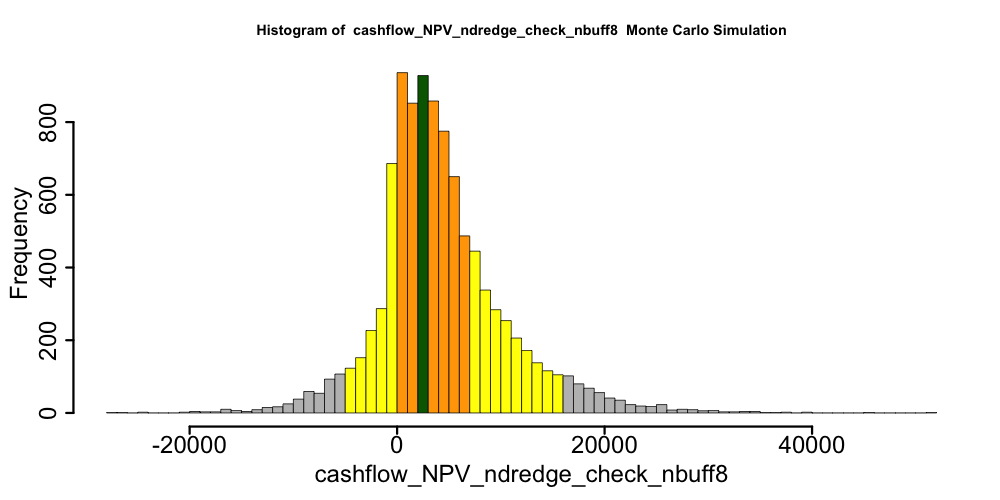 Histogram of  cashflow_NPV_ndredge_check_nbuff8  Monte Carlo Simulation
Frequency
800
600
400
200
0
-20000 0 20000 40000
cashflow_NPV_ndredge_check_nbuff8